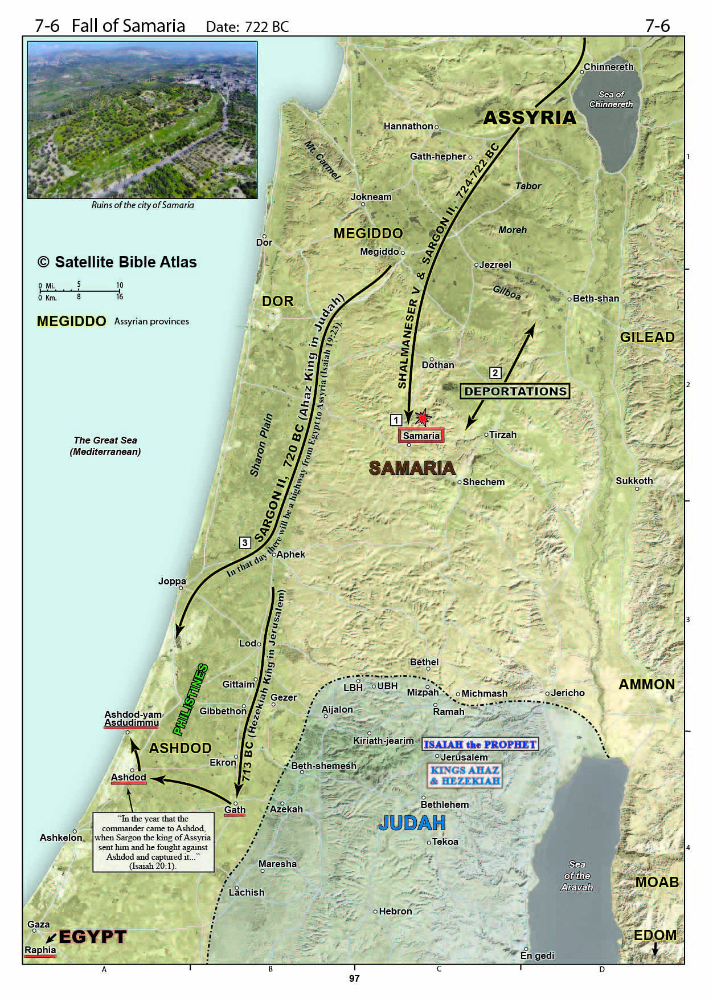 7-6 Fall of Samaria Date: 722 BC
7-6
Ruins of the city of Samaria
© Satellite Bible Atlas
0 Mi. 5 10
0 Km. 8 16
MEGIDDO Assyrian provinces
Chinnereth
Sea of
Chinnereth
ASSYRIA
Hannathon
Gath-hepher
Mt. Carmel
Tabor
Jokneam
Moreh
MEGIDDO
Megiddo
Dor
Jezreel
Gilboa
Beth-shan
DOR
GILEAD
SHALMANESER V & SARGON II, 724-722 BC
Dothan
2
DEPORTATIONS
1
Samaria
Tirzah
SAMARIA
Shechem
Sukkoth
The Great Sea
(Mediterranean)
Sharon Plain
SARGON II, 720 BC (Ahaz King in Judah)
In that day there will be a highway from Egypt to Assyria (Isaiah 19:23).
3
Aphek
Joppa
713 BC (Hezekiah King in Jerusalem)
Lod
Bethel
PHILISTINES
Gittaim
LBH
UBH
Mizpah
Michmash
Jericho
AMMON
Gezer
Gibbethon
Aijalon
Ramah
Ashdod-yam
Asdudimmu
Kiriath-jearim
ISAIAH the PROPHET
ASHDOD
Ekron
Jerusalem
Beth-shemesh
KINGS AHAZ
& HEZEKIAH
Ashdod
Gath
Azekah
Bethlehem
JUDAH
"In the year that the
commander came to Ashdod,
when Sargon the king of Assyria
sent him and he fought against
Ashdod and captured it..."
(Isaiah 20:1).
Ashkelon
Tekoa
Maresha
Sea
of the
Aravah
MOAB
Lachish
Hebron
Gaza
EGYPT
Raphia
EDOM
En gedi
1
2
3
4
A
B
C
D
97